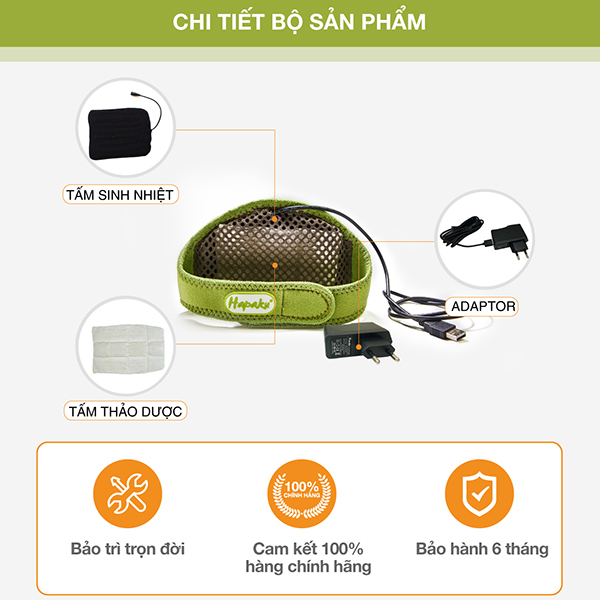 CHI TIẾT BỘ SẢN PHẨM
TẤM SINH NHIỆT
Hapaku
ADAPTOR
TẤM THẢO DƯỢC
100%
CHÍNH HÃNG
Bảo trì trọn đời
Cam kết 100%
hàng chính hãng
Bảo hành 6 tháng